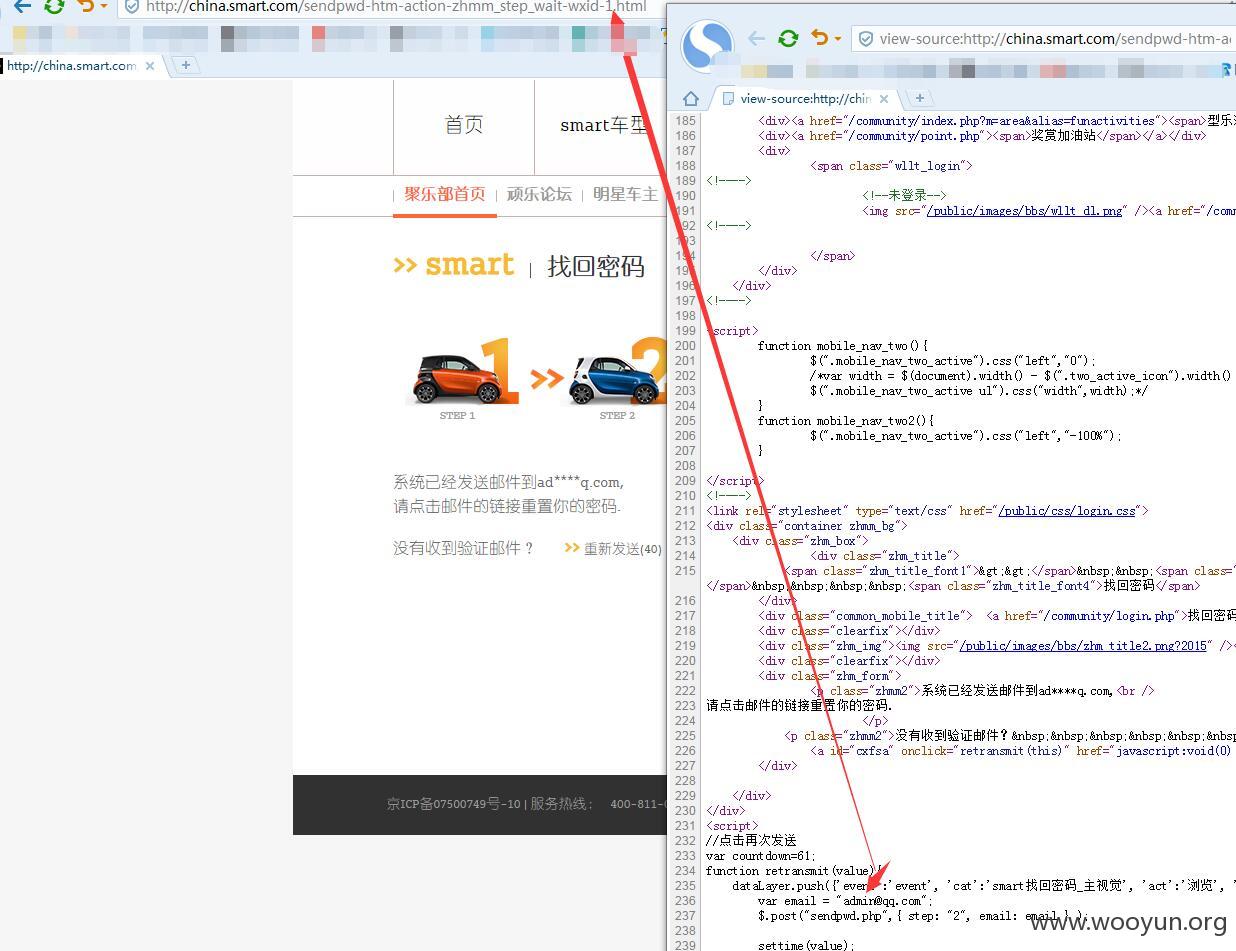 http://china.smart.com/sendpwd-htm-action-zhmm_step_wait-wxid-1.html
http://china.smart.com
首页
smart车型
聚乐部首页
顽乐论坛
明星车主
>> smart | 找回密码
1
2
STEP 1
STEP 2
系统已经发送邮件到ad****q.com,
请点击邮件的链接重置你的密码.
没有收到验证邮件？ >> 重新发送(40)
京ICP备07500749号-10 | 服务热线： 400-811-
view-source:http://china.smart.com/sendpwd-htm-ac
view-source:http://chin
185 <div><a href="/community/index.php?m=area&alias=funactivities"><span>型乐
186 <div><a href="/community/point.php"><span>奖赏加油站</span></a></div>
187 <div>
188 <span class="wllt_login">
189 <!---->
190 <!--未登录-->
191 <img src="/public/images/bbs/wllt_dl.png" /><a href="/comm
192 <!---->
193
194 </span>
195 </div>
196 </div>
197 <!---->
198
199 <script>
200 function mobile_nav_two(){
201 $(".mobile_nav_two_active").css("left","0");
202 /*var width = $(document).width() - $(".two_active_icon").width()
203 $(".mobile_nav_two_active ul").css("width",width);*/
204 }
205 function mobile_nav_two2(){
206 $(".mobile_nav_two_active").css("left","-100%");
207 }
208
209 </script>
210 <!---->
211 <link rel="stylesheet" type="text/css" href="/public/css/login.css">
212 <div class="container zhmm_bg">
213 <div class="zhm_box">
214 <div class="zhm_title">
215 <span class="zhm_title_font1">&gt;&gt;</span>&nbsp;&nbsp;<span class="
</span>&nbsp;&nbsp;&nbsp;&nbsp;<span class="zhm_title_font4">找回密码</span>
216 </div>
217 <div class="common_mobile_title"> <a href="/community/login.php">找回密码
218 <div class="clearfix"></div>
219 <div class="zhm_img"><img src="/public/images/bbs/zhm_title2.png?2015" /><
220 <div class="clearfix"></div>
221 <div class="zhm_form">
222 <p class="zhmm2">系统已经发送邮件到ad****q.com,<br />
223 请点击邮件的链接重置你的密码.
224 </p>
225 <p class="zhmm2">没有收到验证邮件？&nbsp;&nbsp;&nbsp;&nbsp;&nbsp;&nbsp
226 <a id="cxfsa" onclick="retransmit(this)" href="javascript:void(0)
227 </div>
228
229 </div>
230 </div>
231 <script>
232 //点击再次发送
233 var countdown=61;
234 function retransmit(value){
235 dataLayer.push({'event':'event', 'cat':'smart找回密码_主视觉', 'act':'浏览', '
236 var email = "admin@qq.com";
237 $.post("sendpwd.php",{ step: "2", email: email } );
238
239 settime(value);
www.wooyun.org